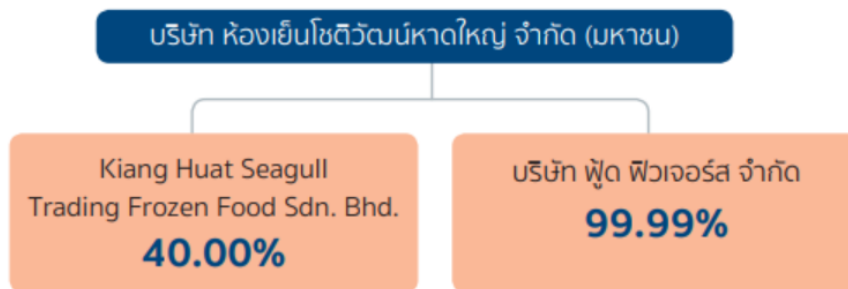 บริษัท ห้องเย็นโชติวัฒน์หาดใหญ่ จำกัด (มหาชน)
Kiang Huat Seagull
Trading Frozen Food Sdn. Bhd.
40.00%
บริษัท ฟู้ด ฟิวเจอร์ส จำกัด
99.99%